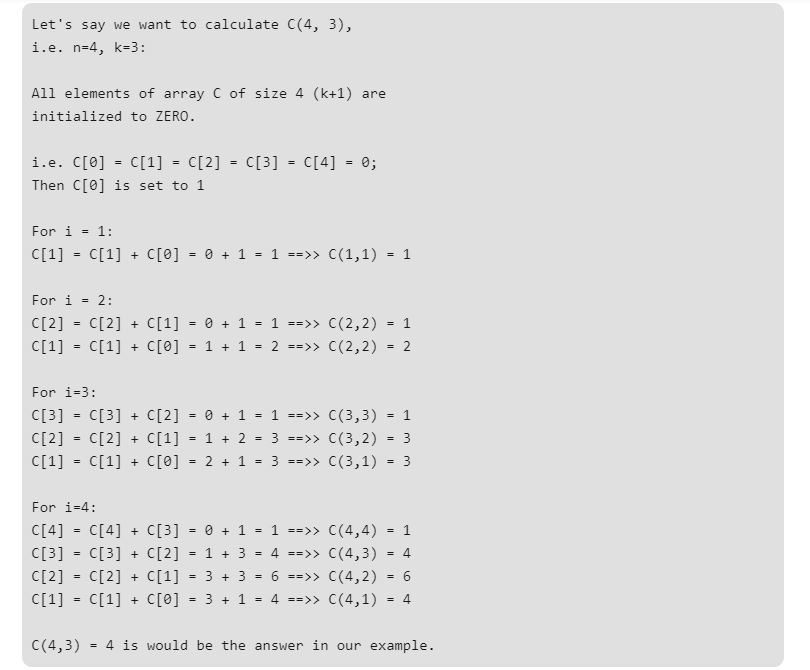 Let's say we want to calculate C(4, 3),
i.e. n=4, k=3:
All elements of array C of size 4 (k+1) are
initialized to ZERO.
i.e. C[0] = C[1] = C[2] = C[3] = C[4] = 0;
Then C[0] is set to 1
For i = 1:
C[1] = C[1] + C[0] = 0 + 1 = 1 ==>> C(1,1) = 1
For i = 2:
C[2] = C[2] + C[1] = 0 + 1 = 1 ==>> C(2,2) = 1
C[1] = C[1] + C[0] = 1 + 1 = 2 ==>> C(2,2) = 2
For i=3:
C[3] = C[3] + C[2] = 0 + 1 = 1 ==>> C(3,3) = 1
C[2] = C[2] + C[1] = 1 + 2 = 3 ==>> C(3,2) = 3
C[1] = C[1] + C[0] = 2 + 1 = 3 ==>> C(3,1) = 3
For i=4:
C[4] = C[4] + C[3] = 0 + 1 = 1 ==>> C(4,4) = 1
C[3] = C[3] + C[2] = 1 + 3 = 4 ==>> C(4,3) = 4
C[2] = C[2] + C[1] = 3 + 3 = 6 ==>> C(4,2) = 6
C[1] = C[1] + C[0] = 3 + 1 = 4 ==>> C(4,1) = 4
C(4,3) = 4 is would be the answer in our example.